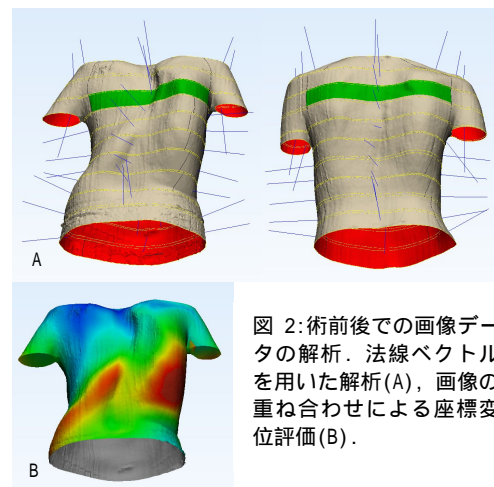 A
B
図 2:術前後での画像デー
タの解析．法線ベクトル
を用いた解析(A)，画像の
重ね合わせによる座標変
位評価(B)．